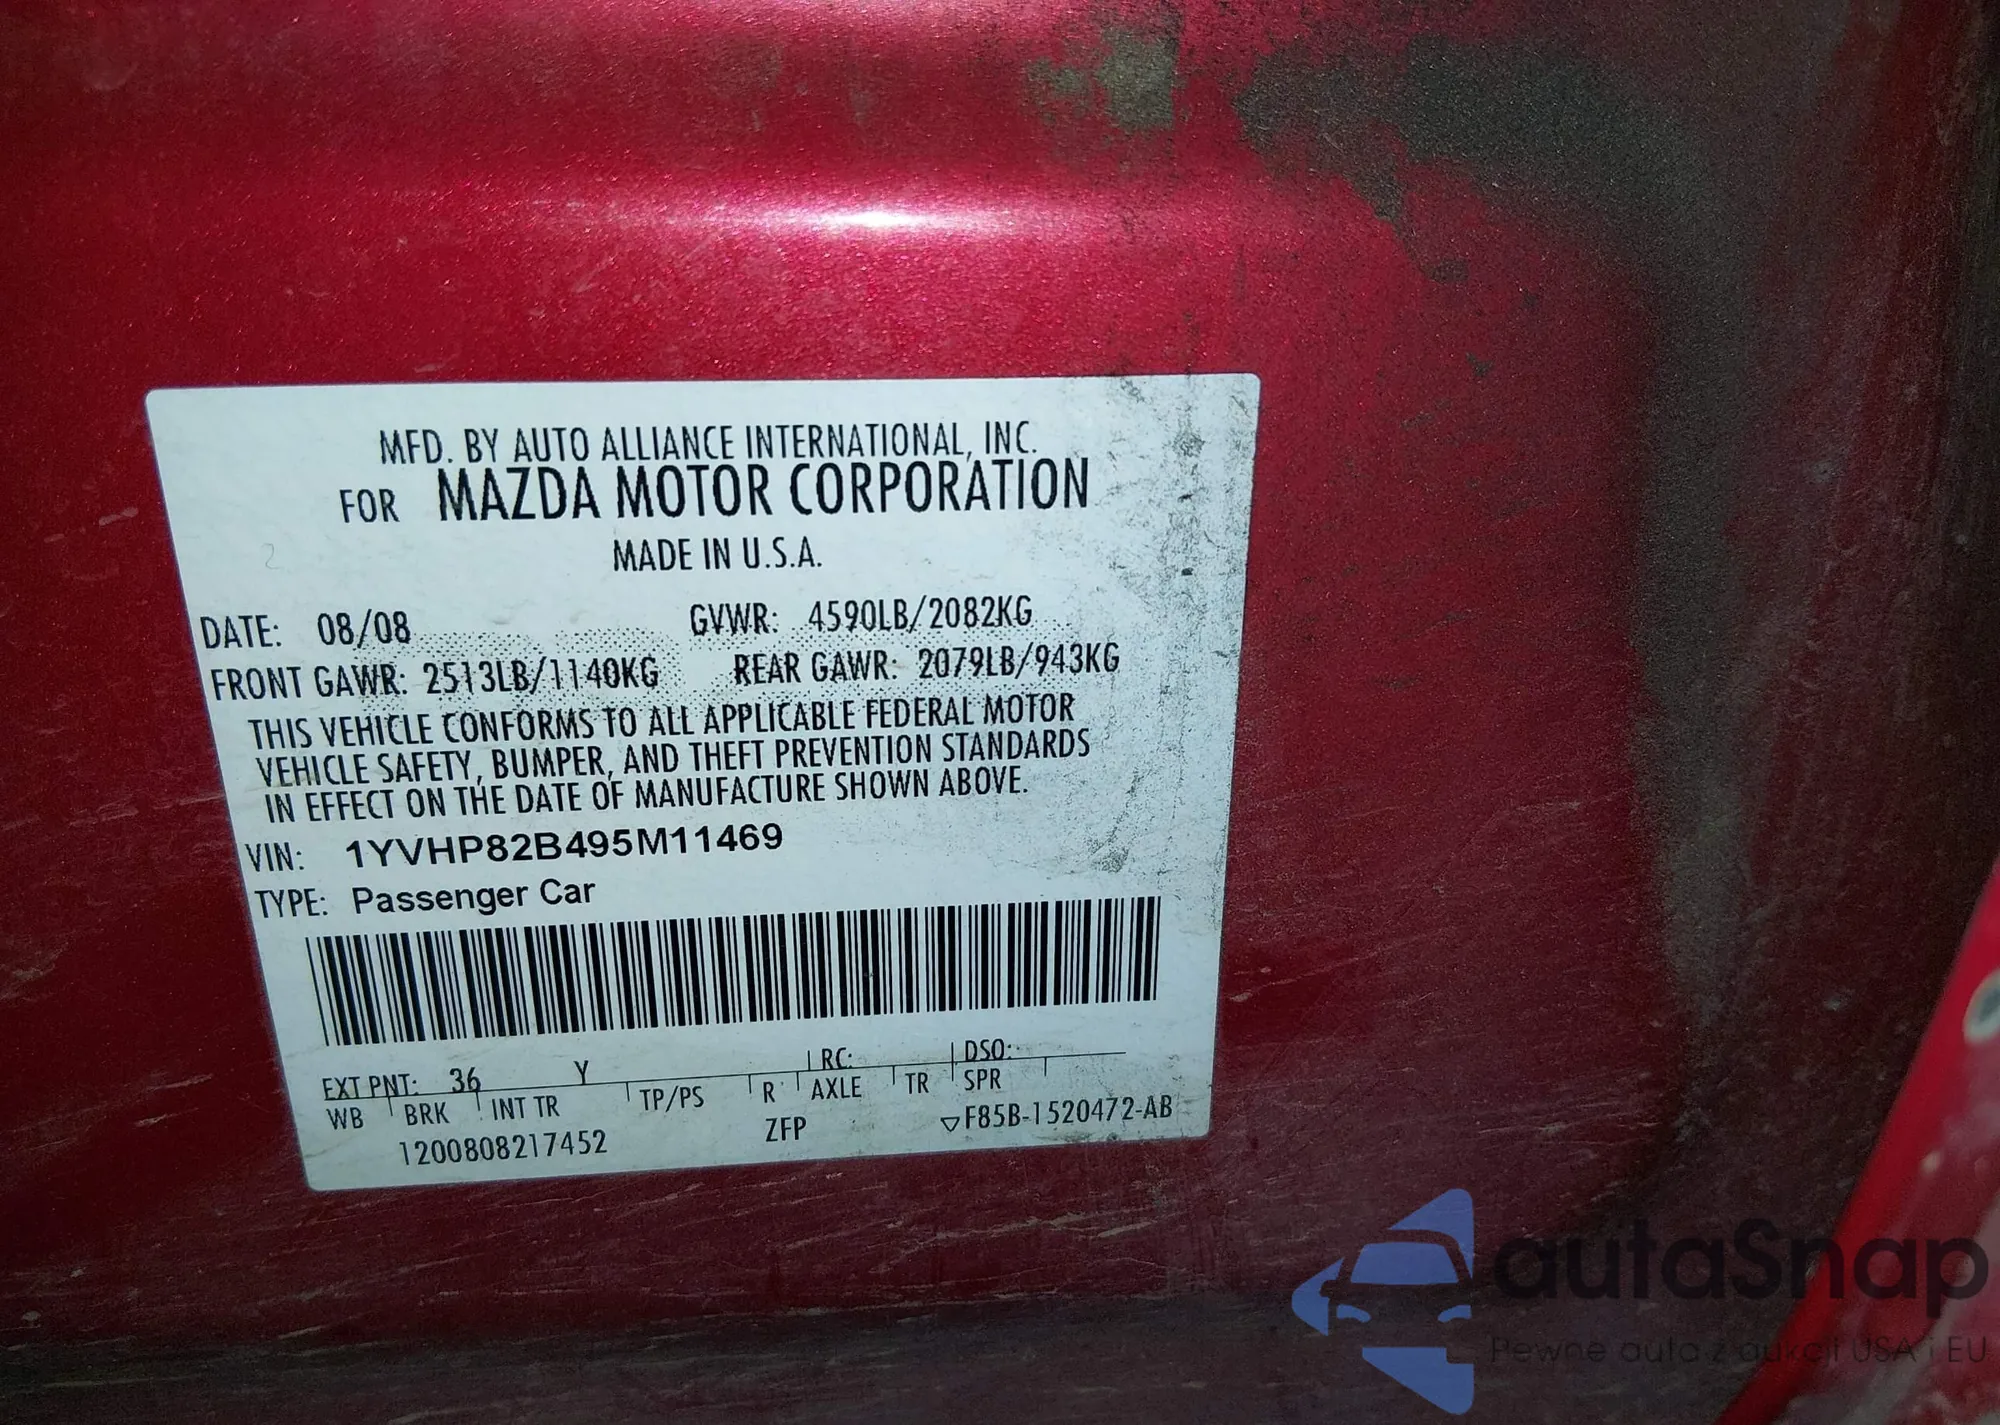 MFD. BY AUTO ALLIANCE INTERNATIONAL, INC.
FOR MAZDA MOTOR CORPORATION
MADE IN U.S.A.
DATE: 08/08 GVWR: 4590LB/2082KG
FRONT GAWR: 2513LB/1140KG REAR GAWR: 2079LB/943KG
THIS VEHICLE CONFORMS TO ALL APPLICABLE FEDERAL MOTOR
VEHICLE SAFETY, BUMPER, AND THEFT PREVENTION STANDARDS
IN EFFECT ON THE DATE OF MANUFACTURE SHOWN ABOVE.
VIN: 1YVHP82B495M11469
TYPE: Passenger Car
EXT PNT: 36 Y RC: DSO:
WB BRK INT TR TP/PS R AXLE TR SPR
1200808217452 ZFP ▽F85B-1520472-AB
autaSnap
Pewne auta z aukcji USA i EU